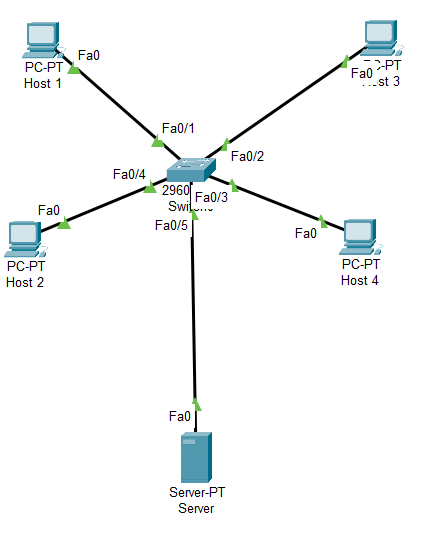 Fa0
PC-PT
Host 1
Fa0
Fa0/1
Fa0/2
Fa0/4
2960
Fa0/3
Fa0/5
Fa0
PC-PT
Host 2
Fa0
PC-PT
Host 4
Fa0
Server-PT
Server